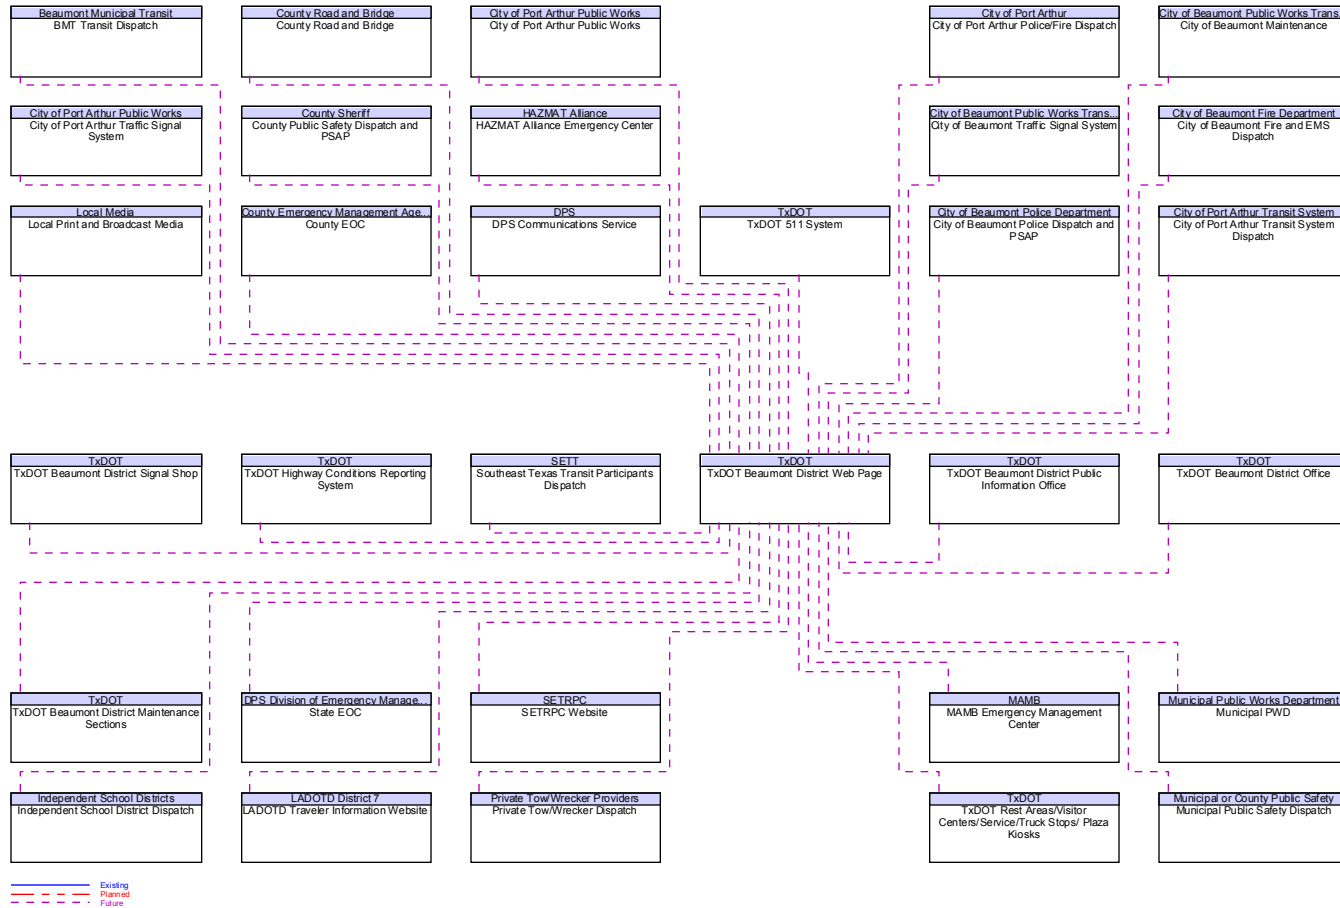 Beaumont Municipal Transit
BMT Transit Dispatch
County Road and Bridge
County Road and Bridge
City of Port Arthur Public Works
City of Port Arthur Public Works
City of Port Arthur
City of Port Arthur Police/Fire Dispatch
City of Beaumont Public Works Trans...
City of Beaumont Maintenance
City of Port Arthur Public Works
City of Port Arthur Traffic Signal
System
County Sheriff
County Public Safety Dispatch and
PSAP
HAZMAT Alliance
HAZMAT Alliance Emergency Center
City of Beaumont Public Works Trans...
City of Beaumont Traffic Signal System
City of Beaumont Fire Department
City of Beaumont Fire and EMS
Dispatch
Local Media
Local Print and Broadcast Media
County Emergency Management Age...
County EOC
DPS
DPS Communications Service
TxDOT
TxDOT 511 System
City of Beaumont Police Department
City of Beaumont Police Dispatch and
PSAP
City of Port Arthur Transit System
City of Port Arthur Transit System
Dispatch
TxDOT
TxDOT Beaumont District Signal Shop
TxDOT
TxDOT Highway Conditions Reporting
System
SETT
Southeast Texas Transit Participants
Dispatch
TxDOT
TxDOT Beaumont District Web Page
TxDOT
TxDOT Beaumont District Public
Information Office
TxDOT
TxDOT Beaumont District Office
TxDOT
TxDOT Beaumont District Maintenance
Sections
DPS Division of Emergency Manage...
State EOC
SETRPC
SETRPC Website
MAMB
MAMB Emergency Management
Center
Municipal Public Works Department
Municipal PWD
Independent School Districts
Independent School District Dispatch
LADOTD District 7
LADOTD Traveler Information Website
Private Tow/Wrecker Providers
Private Tow/Wrecker Dispatch
TxDOT
TxDOT Rest Areas/Visitor
Centers/Service/Truck Stops/ Plaza
Kiosks
Municipal or County Public Safety
Municipal Public Safety Dispatch
Existing
Planned
Future